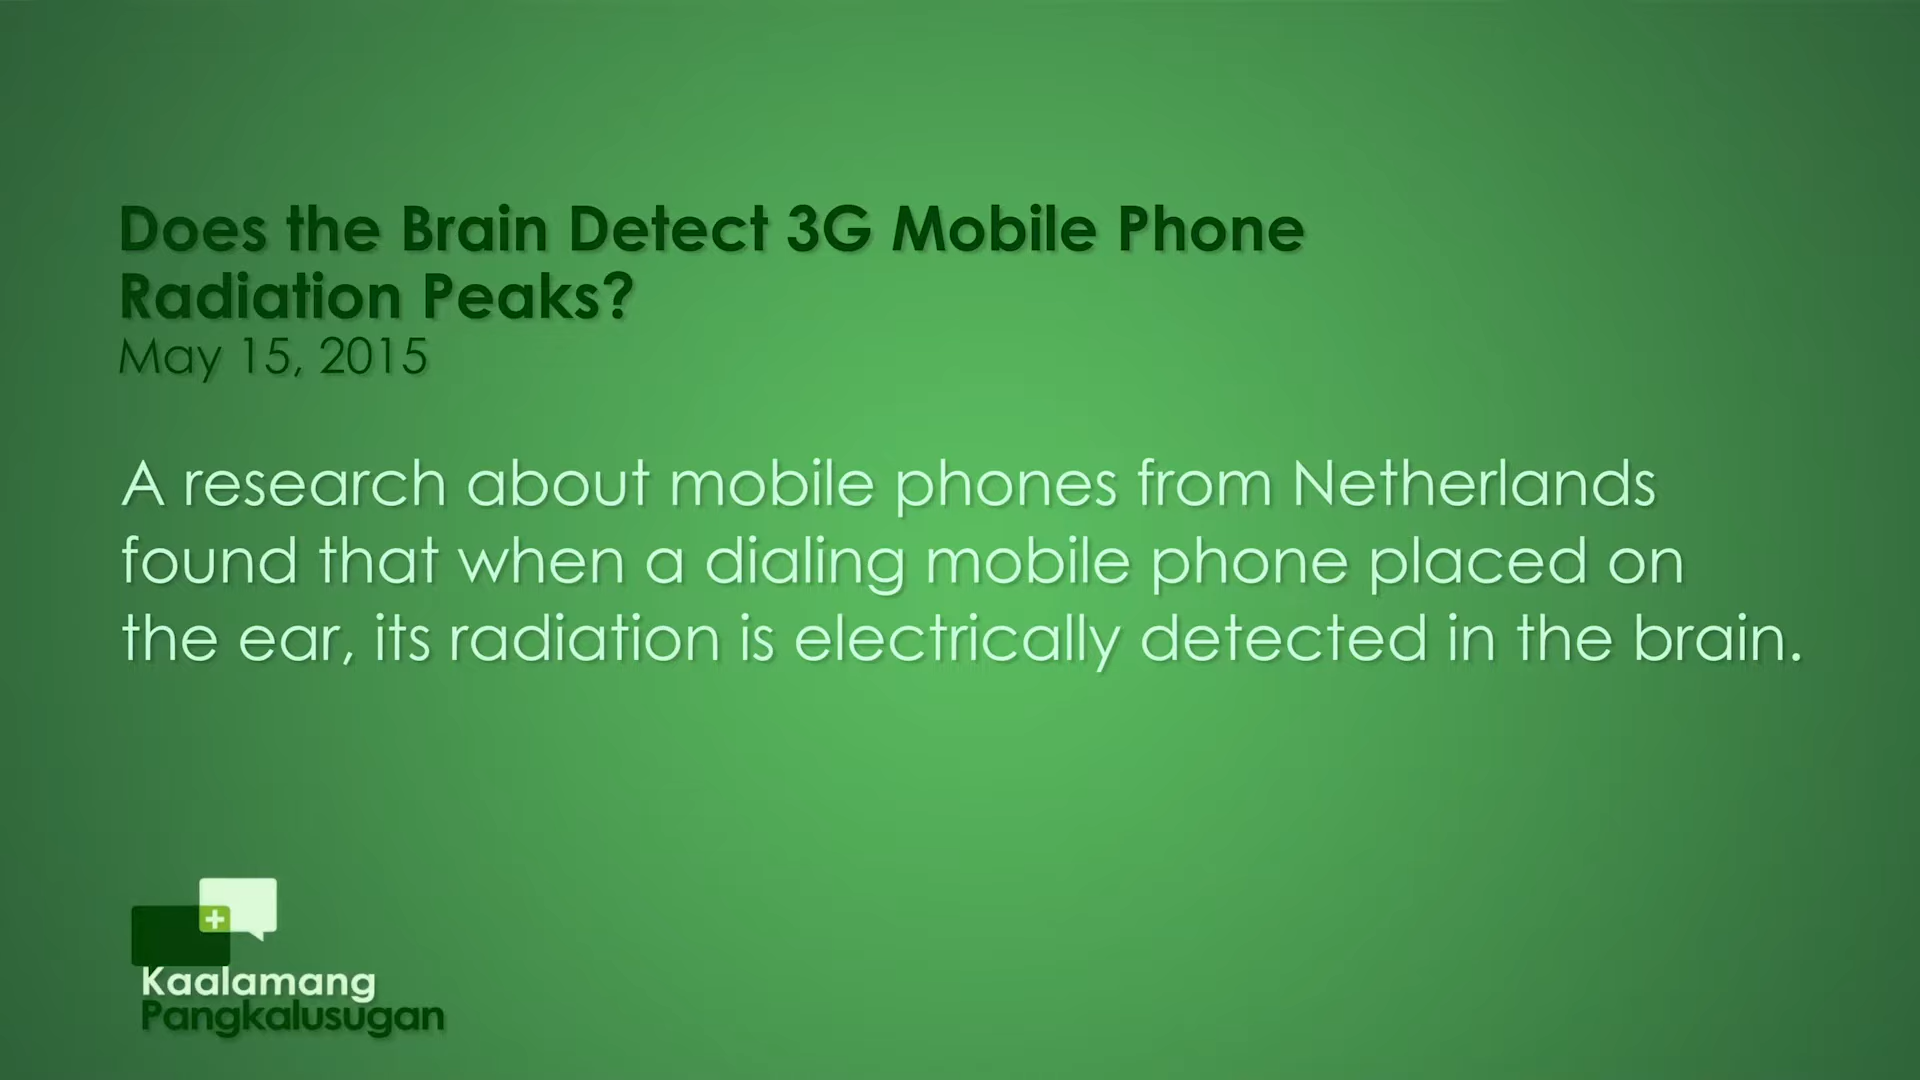 Does the Brain Detect 3G Mobile Phone
Radiation Peaks?
May 15, 2015
A research about mobile phones from Netherlands
found that when a dialing mobile phone placed on
the ear, its radiation is electrically detected in the brain.
Kaalamang
Pangkalusugan